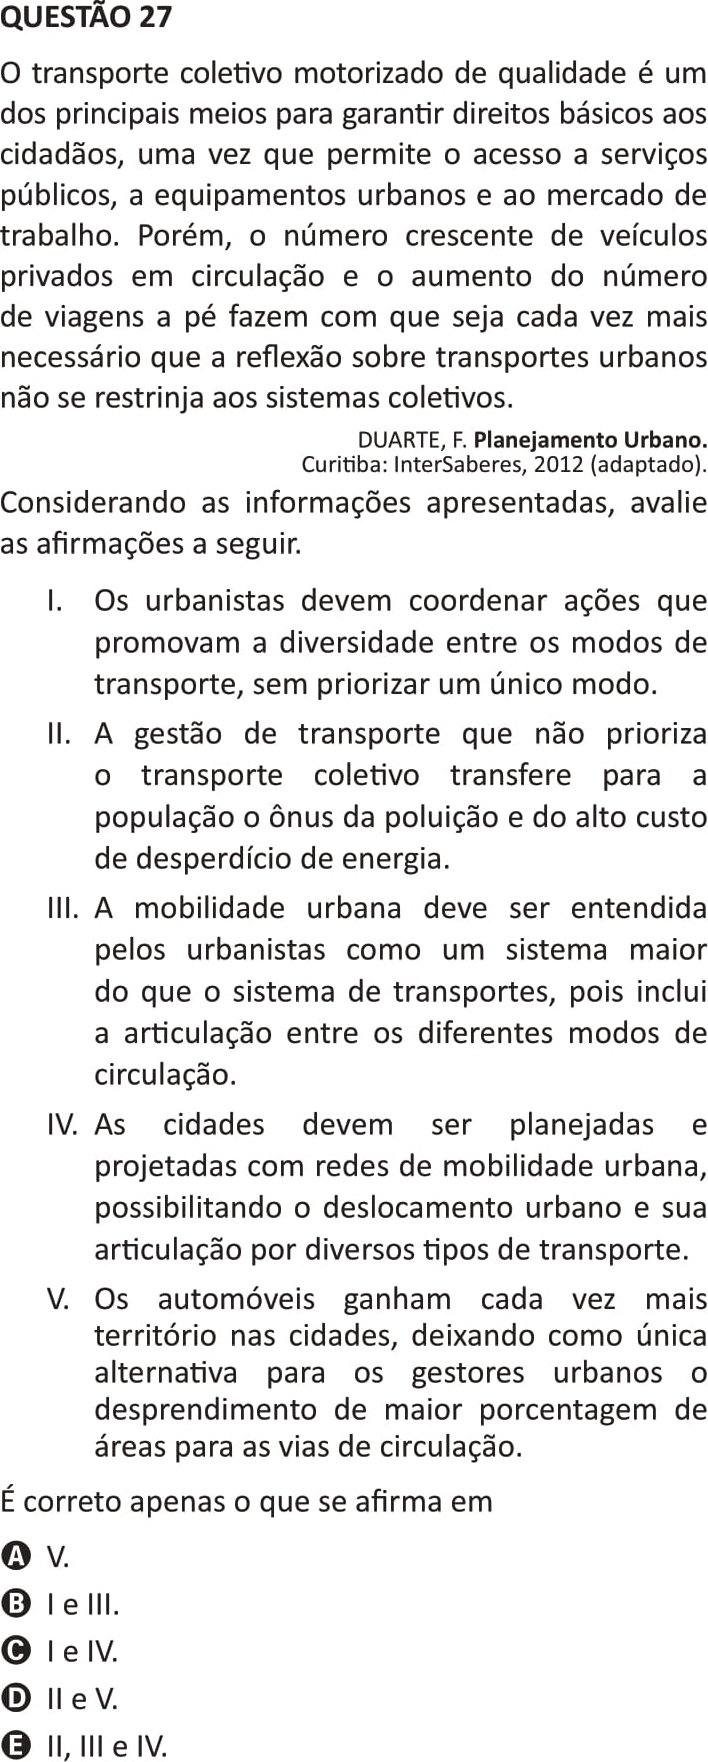 QUESTÃO 27
O transporte coletivo motorizado de qualidade é um
dos principais meios para garantir direitos básicos aos
cidadãos, uma vez que permite o acesso a serviços
públicos, a equipamentos urbanos e ao mercado de
trabalho. Porém, o número crescente de veículos
privados em circulação e o aumento do número
de viagens a pé fazem com que seja cada vez mais
necessário que a reflexão sobre transportes urbanos
não se restrinja aos sistemas coletivos.
DUARTE, F. Planejamento Urbano.
Curitiba: InterSaberes, 2012 (adaptado).
Considerando as informações apresentadas, avalie
as afirmações a seguir.
I. Os urbanistas devem coordenar ações que
promovam a diversidade entre os modos de
transporte, sem priorizar um único modo.
II. A gestão de transporte que não prioriza
o transporte coletivo transfere para a
população o ônus da poluição e do alto custo
de desperdício de energia.
III. A mobilidade urbana deve ser entendida
pelos urbanistas como um sistema maior
do que o sistema de transportes, pois inclui
a articulação entre os diferentes modos de
circulação.
IV. As cidades devem ser planejadas e
projetadas com redes de mobilidade urbana,
possibilitando o deslocamento urbano e sua
articulação por diversos tipos de transporte.
V. Os automóveis ganham cada vez mais
território nas cidades, deixando como única
alternativa para os gestores urbanos o
desprendimento de maior porcentagem de
áreas para as vias de circulação.
É correto apenas o que se afirma em
A V.
B I e III.
C I e IV.
D II e V.
E II, III e IV.